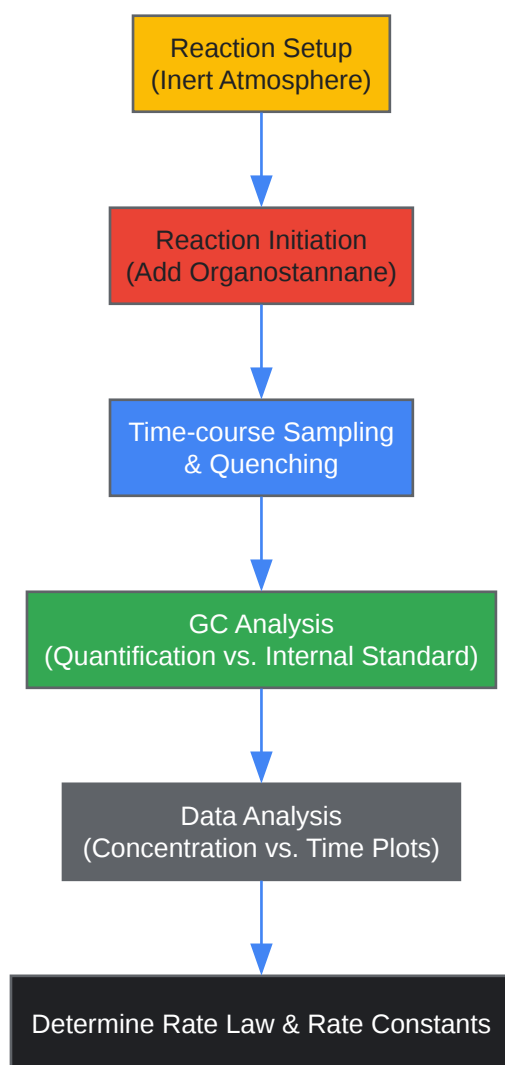 Reaction Setup
(Inert Atmosphere)
Reaction Initiation
(Add Organostannane)
Time-course Sampling
& Quenching
GC Analysis
(Quantification vs. Internal Standard)
Data Analysis
(Concentration vs. Time Plots)
Determine Rate Law & Rate Constants